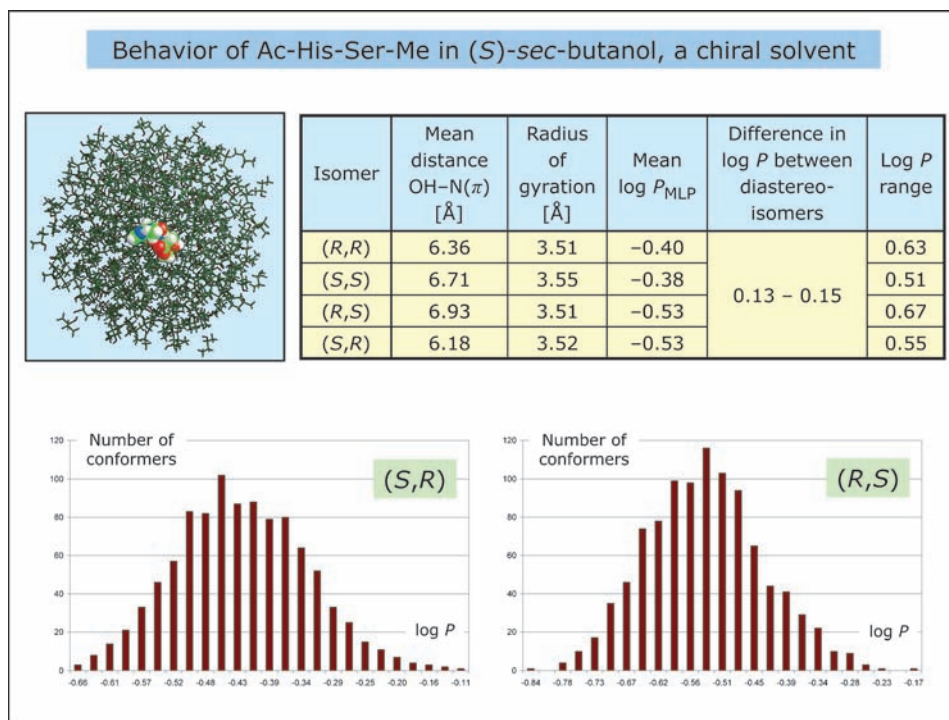 Behavior of Ac-His-Ser-Me in (S)-sec-butanol, a chiral solvent
Isomer
Mean
distance
OH–N(π)
[Å]
Radius
of
gyration
[Å]
Mean
log P_MLP
Difference in
log P between
diastereo-
isomers
Log P
range
(R,R) 6.36 3.51 –0.40 0.63
(S,S) 6.71 3.55 –0.38 0.51
0.13 – 0.15
(R,S) 6.93 3.51 –0.53 0.67
(S,R) 6.18 3.52 –0.53 0.55
Number of
conformers
(S,R)
120
100
80
60
40
20
0
log P
-0.66 -0.61 -0.57 -0.52 -0.48 -0.43 -0.39 -0.34 -0.29 -0.25 -0.20 -0.16 -0.11
Number of
conformers
(R,S)
120
100
80
60
40
20
0
log P
-0.84 -0.78 -0.73 -0.67 -0.62 -0.56 -0.51 -0.45 -0.39 -0.34 -0.28 -0.23 -0.17